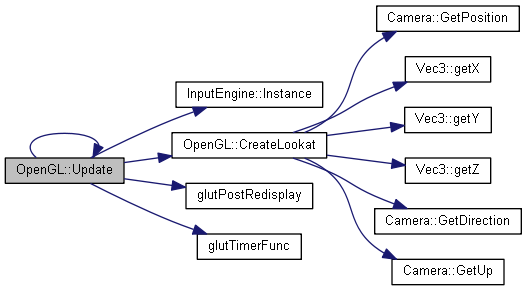 Camera::GetPosition
Vec3::getX
InputEngine::Instance
Vec3::getY
OpenGL::CreateLookat
OpenGL::Update
Vec3::getZ
glutPostRedisplay
Camera::GetDirection
glutTimerFunc
Camera::GetUp